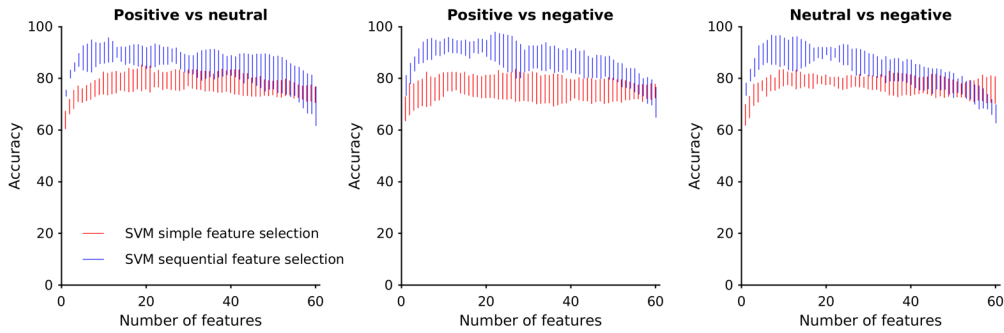 Positive vs neutral
Positive vs negative
Neutral vs negative
100
80
60
40
20
0
Accuracy
0
20
40
60
Number of features
SVM simple feature selection
SVM sequential feature selection
100
80
60
40
20
0
Accuracy
0
20
40
60
Number of features
100
80
60
40
20
0
Accuracy
0
20
40
60
Number of features